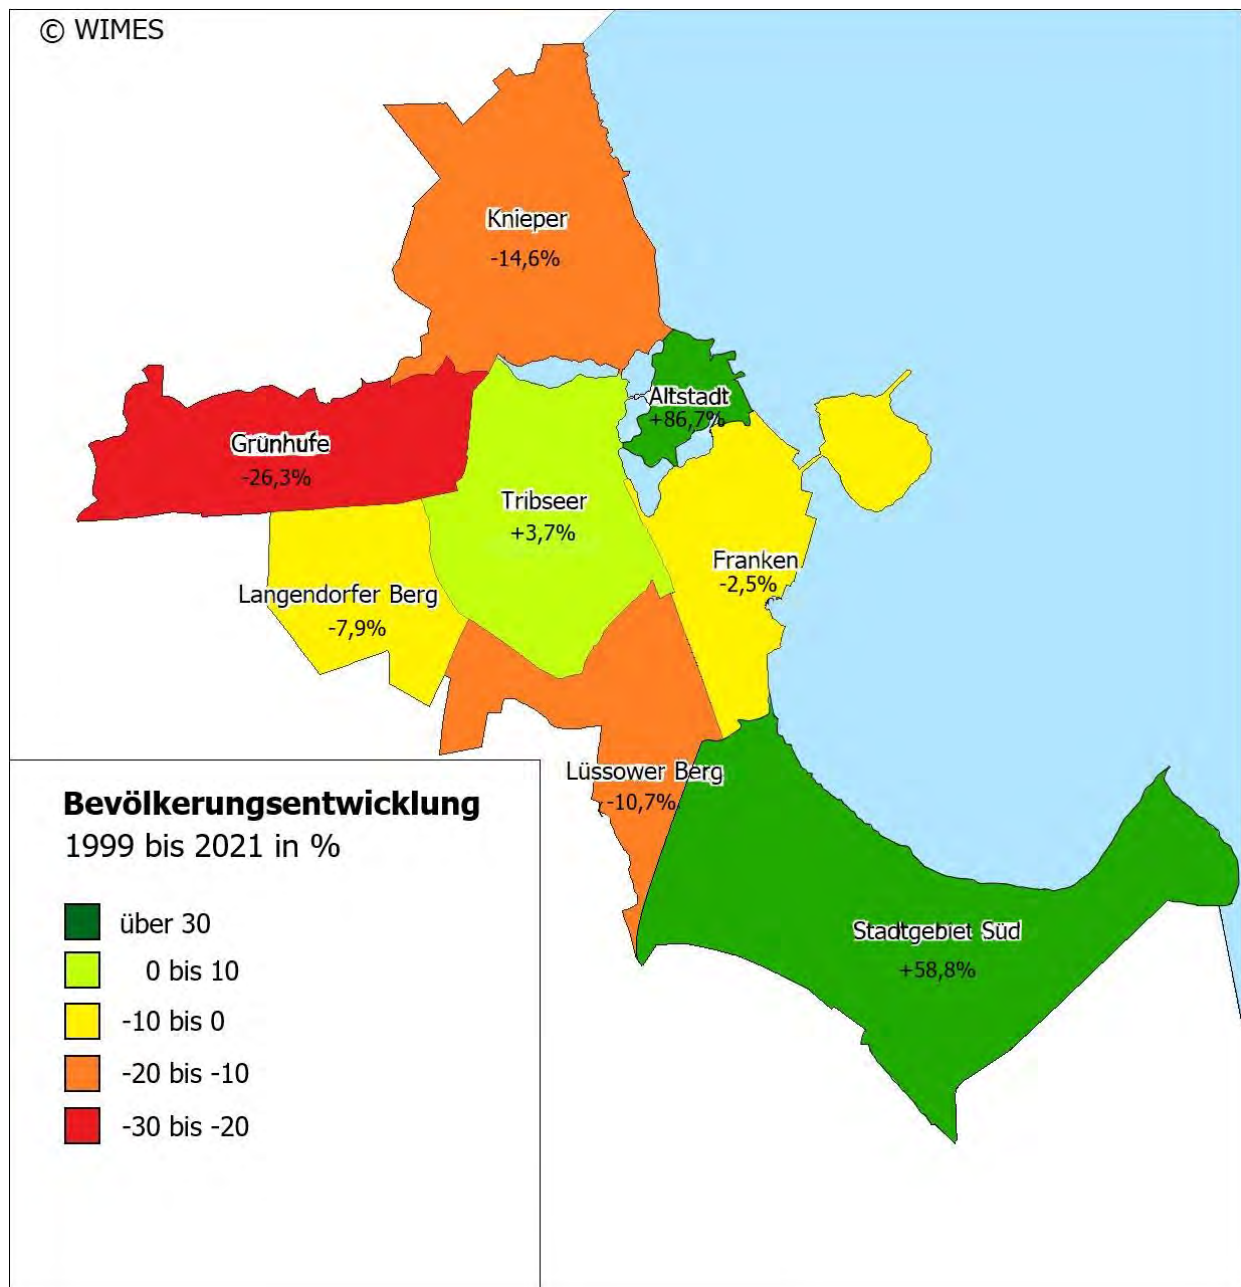 © WIMES
Knieper
-14,6%
Altstadt
+86,7%
Grünhufe
-26,3%
Tribseer
+3,7%
Franken
-2,5%
Langendorfer Berg
-7,9%
Lüssower Berg
-10,7%
Stadtgebiet Süd
+58,8%
Bevölkerungsentwicklung
1999 bis 2021 in %
über 30
0 bis 10
-10 bis 0
-20 bis -10
-30 bis -20